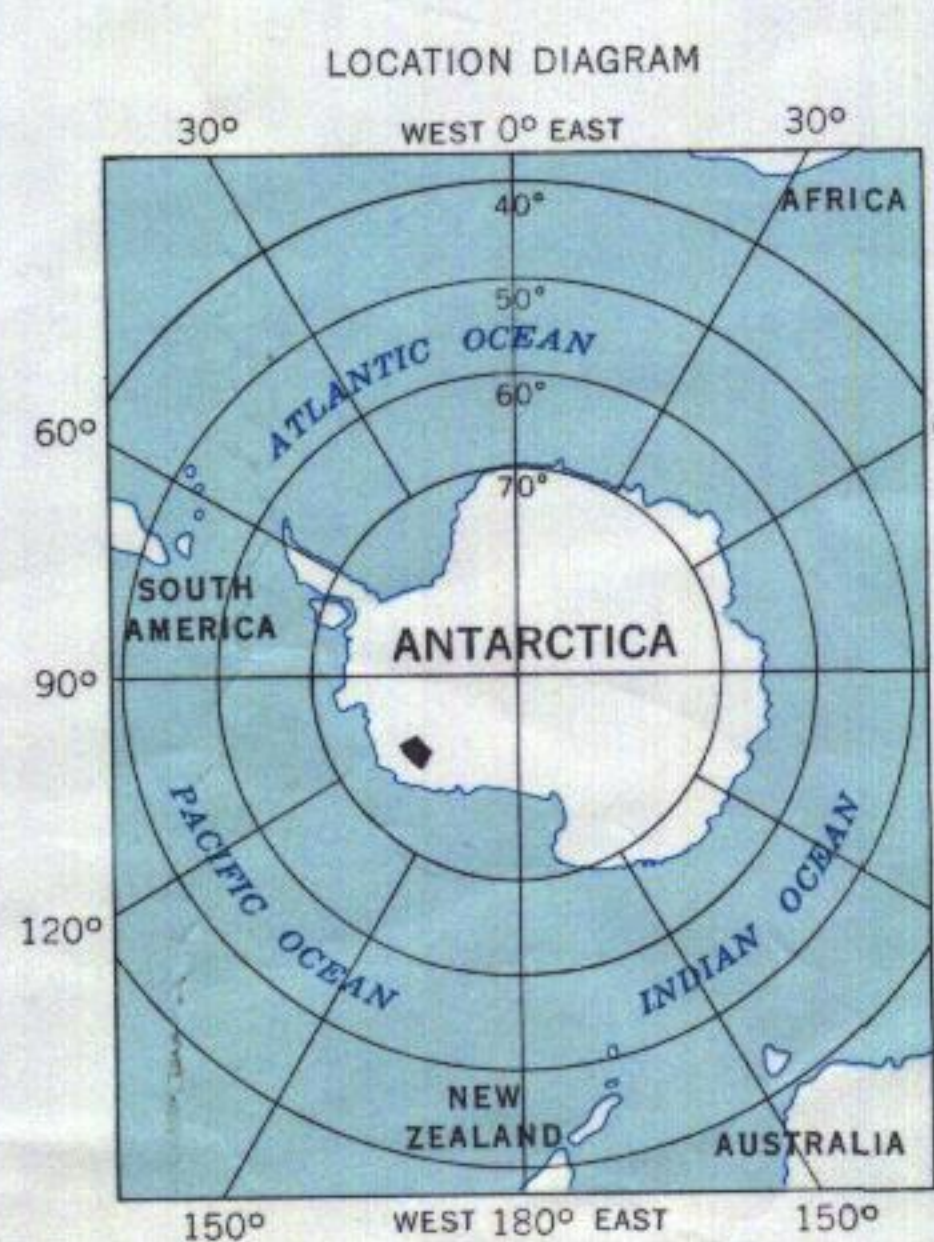 LOCATION DIAGRAM
30° WEST 0° EAST 30°
AFRICA
40°
50°
ATLANTIC OCEAN
60°
60°
70°
SOUTH
AMERICA
ANTARCTICA
90°
PACIFIC OCEAN
INDIAN OCEAN
120°
NEW
ZEALAND
AUSTRALIA
150° WEST 180° EAST 150°